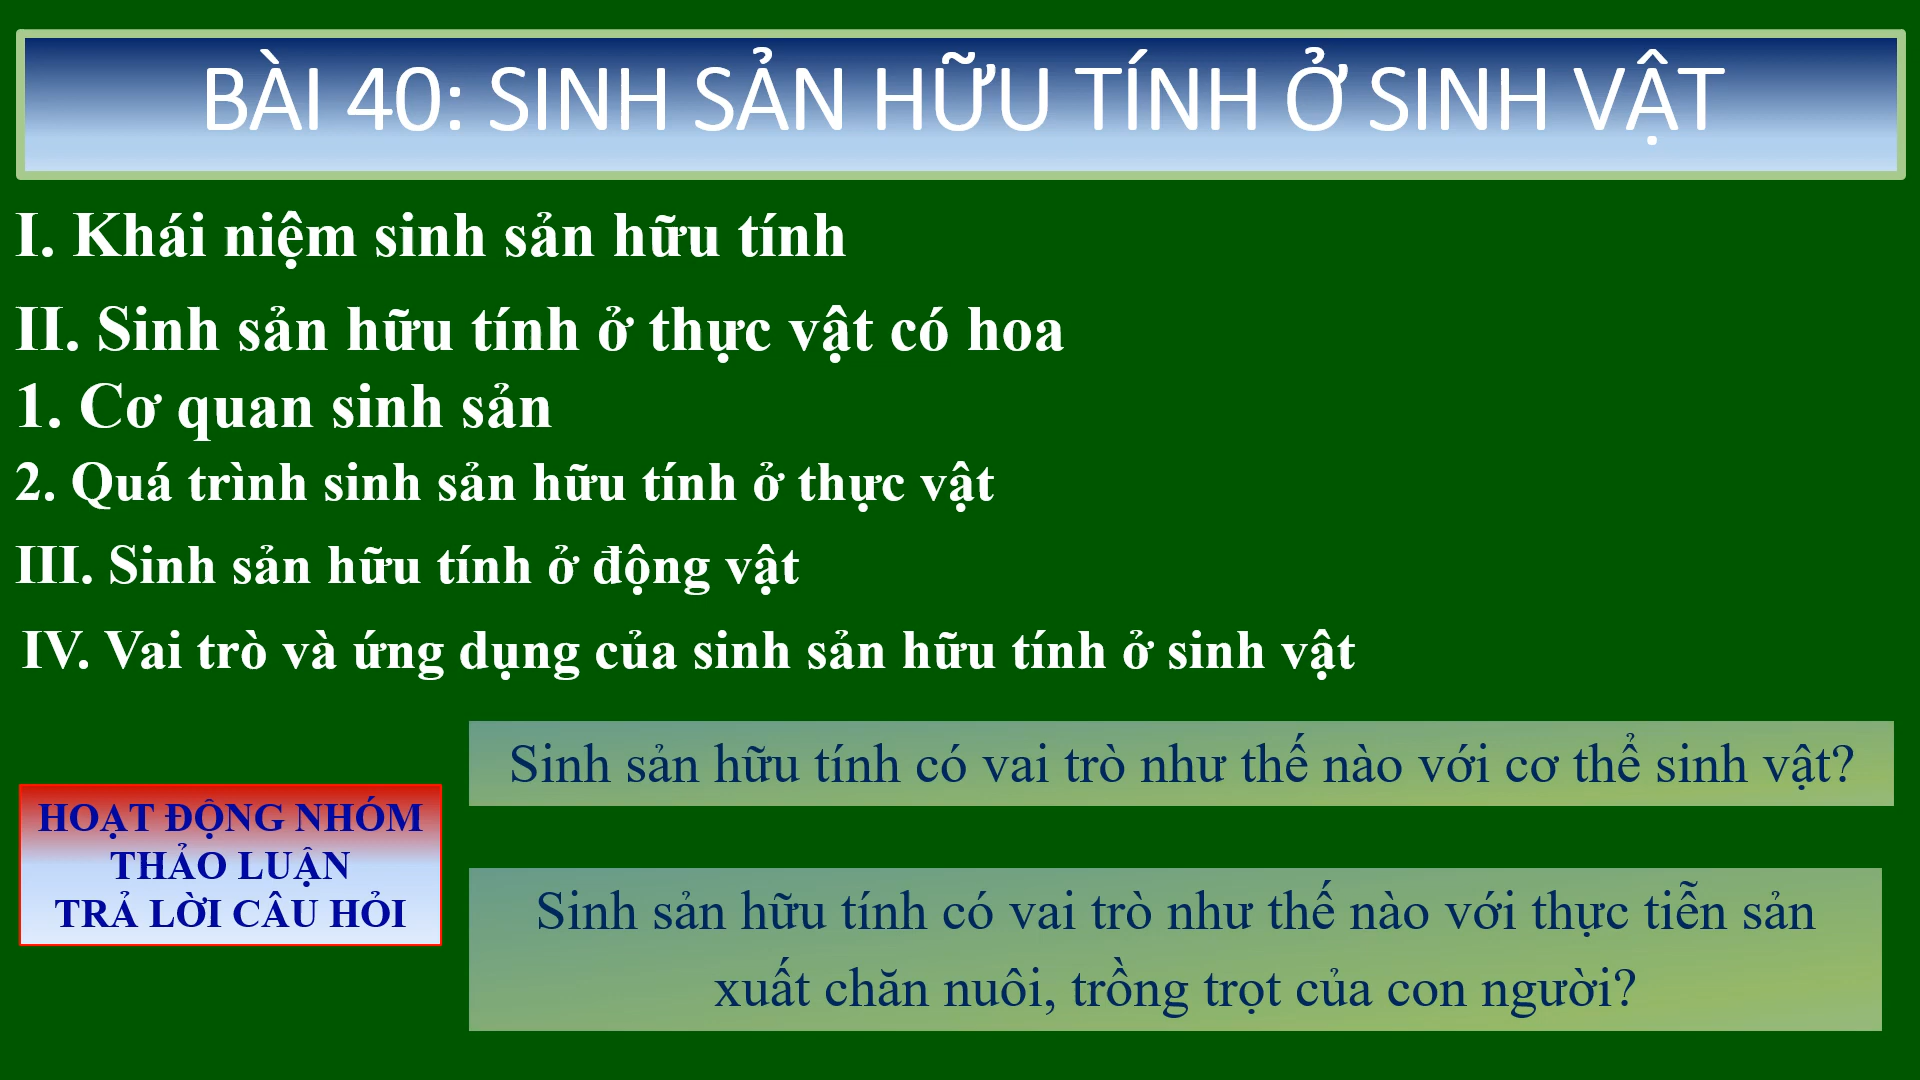 BÀI 40: SINH SẢN HỮU TÍNH Ở SINH VẬT
I. Khái niệm sinh sản hữu tính
II. Sinh sản hữu tính ở thực vật có hoa
1. Cơ quan sinh sản
2. Quá trình sinh sản hữu tính ở thực vật
III. Sinh sản hữu tính ở động vật
IV. Vai trò và ứng dụng của sinh sản hữu tính ở sinh vật
Sinh sản hữu tính có vai trò như thế nào với cơ thể sinh vật?
HOẠT ĐỘNG NHÓM
THẢO LUẬN
TRẢ LỜI CÂU HỎI
Sinh sản hữu tính có vai trò như thế nào với thực tiễn sản
xuất chăn nuôi, trồng trọt của con người?